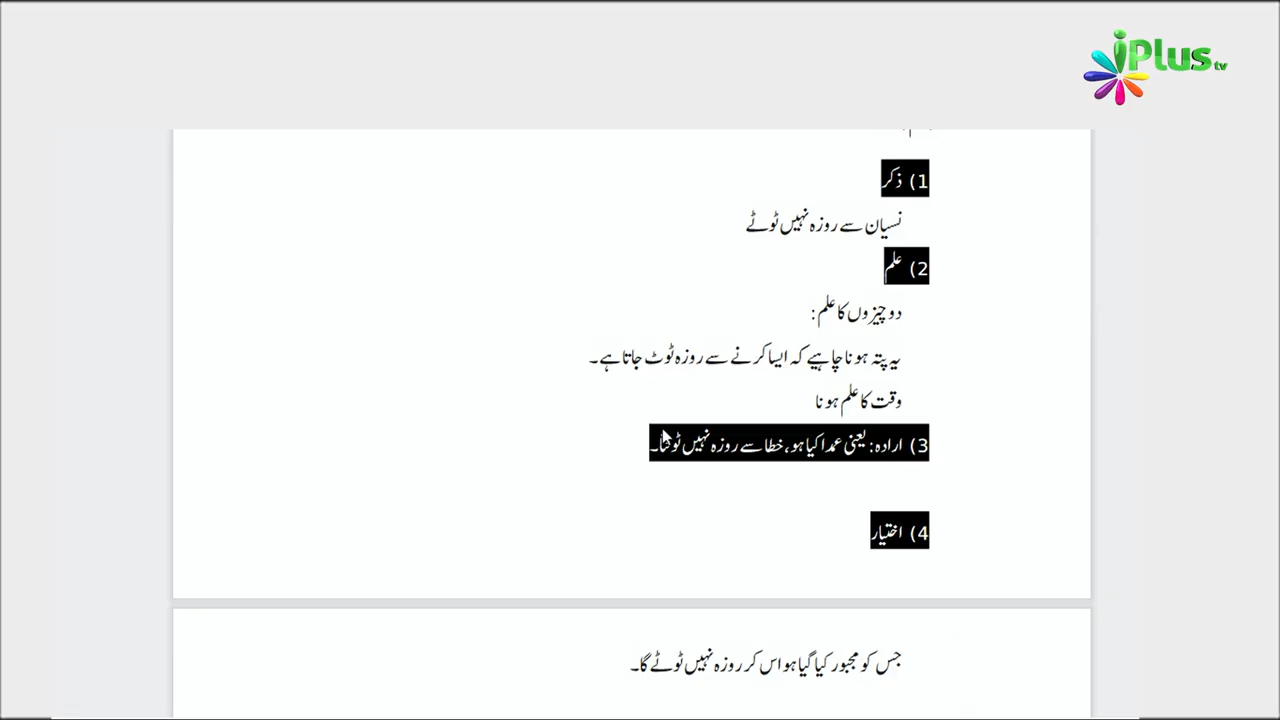 iPlus tv
1) ذکر
نسیان سے روزہ نہیں ٹوٹے
2) علم
دو چیزوں کا علم:
یہ پتہ ہونا چاہیے کہ ایسا کرنے سے روزہ ٹوٹ جاتا ہے۔
وقت کا علم ہونا
3) ارادہ: یعنی عمدا کیا ہو، خطا سے روزہ نہیں ٹوٹتا۔
4) اختیار
جس کو مجبور کیا گیا ہو اس کر روزہ نہیں ٹوٹے گا۔